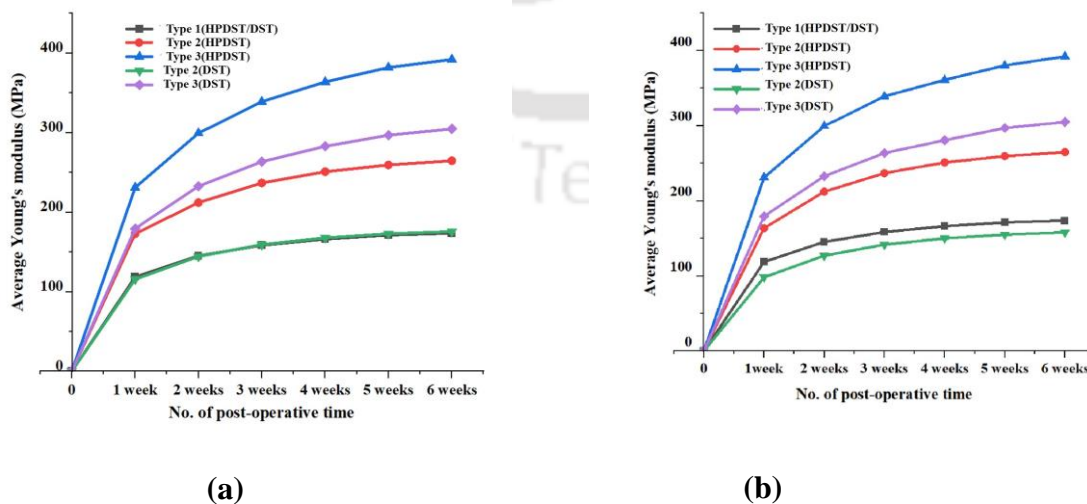 Type 1(HPDST/DST)
Type 2(HPDST)
Type 3(HPDST)
Type 2(DST)
Type 3(DST)
400
300
200
100
0
Average Young's modulus (MPa)
0 1 week 2 weeks 3 weeks 4 weeks 5 weeks 6 weeks
No. of post-operative time
(a)
Te
Type 1(HPDST/DST)
Type 2(HPDST)
Type 3(HPDST)
Type 2(DST)
Type 3(DST)
400
300
200
100
0
Average Young's modulus (MPa)
0 1week 2 weeks 3 weeks 4 weeks 5 weeks 6 weeks
No. of post-operative time
(b)